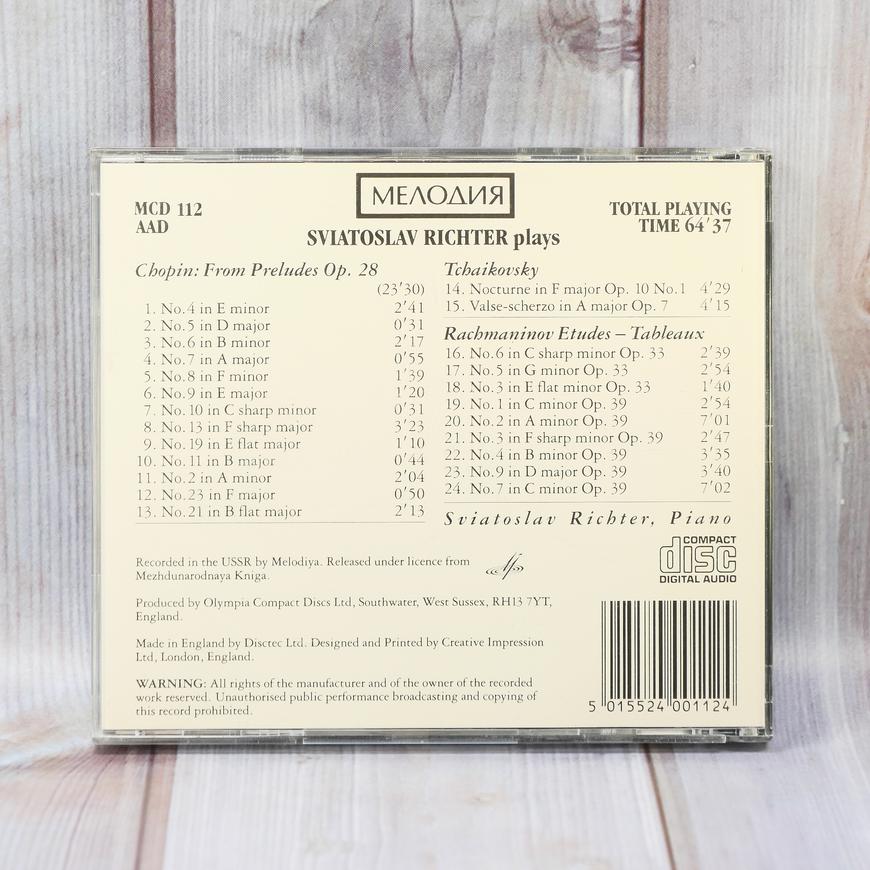 МЕЛОДИЯ
MCD 112
AAD
TOTAL PLAYING
TIME 64'37
SVIATOSLAV RICHTER plays
Chopin: From Preludes Op. 28
(23'30)
1. No.4 in E minor 2'41
2. No.5 in D major 0'31
3. No.6 in B minor 2'17
4. No.7 in A major 0'55
5. No.8 in F minor 1'39
6. No.9 in E major 1'20
7. No.10 in C sharp minor 0'31
8. No.13 in F sharp major 3'23
9. No.19 in E flat major 1'10
10. No.11 in B major 0'44
11. No.2 in A minor 2'04
12. No.23 in F major 0'50
13. No.21 in B flat major 2'13
Tchaikovsky
14. Nocturne in F major Op. 10 No.1 4'29
15. Valse-scherzo in A major Op. 7 4'15
Rachmaninov Etudes – Tableaux
16. No.6 in C sharp minor Op. 33 2'39
17. No.5 in G minor Op. 33 2'54
18. No.3 in E flat minor Op. 33 1'40
19. No.1 in C minor Op. 39 2'54
20. No.2 in A minor Op. 39 7'01
21. No.3 in F sharp minor Op. 39 2'47
22. No.4 in B minor Op. 39 3'35
23. No.9 in D major Op. 39 3'40
24. No.7 in C minor Op. 39 7'02
Sviatoslav Richter, Piano
Recorded in the USSR by Melodiya. Released under licence from
Mezhdunarodnaya Kniga.
Produced by Olympia Compact Discs Ltd, Southwater, West Sussex, RH13 7YT,
England.
Made in England by Disctec Ltd. Designed and Printed by Creative Impression
Ltd, London, England.
WARNING: All rights of the manufacturer and of the owner of the recorded
work reserved. Unauthorised public performance broadcasting and copying of
this record prohibited.
COMPACT
disc
DIGITAL AUDIO
5 015524 001124